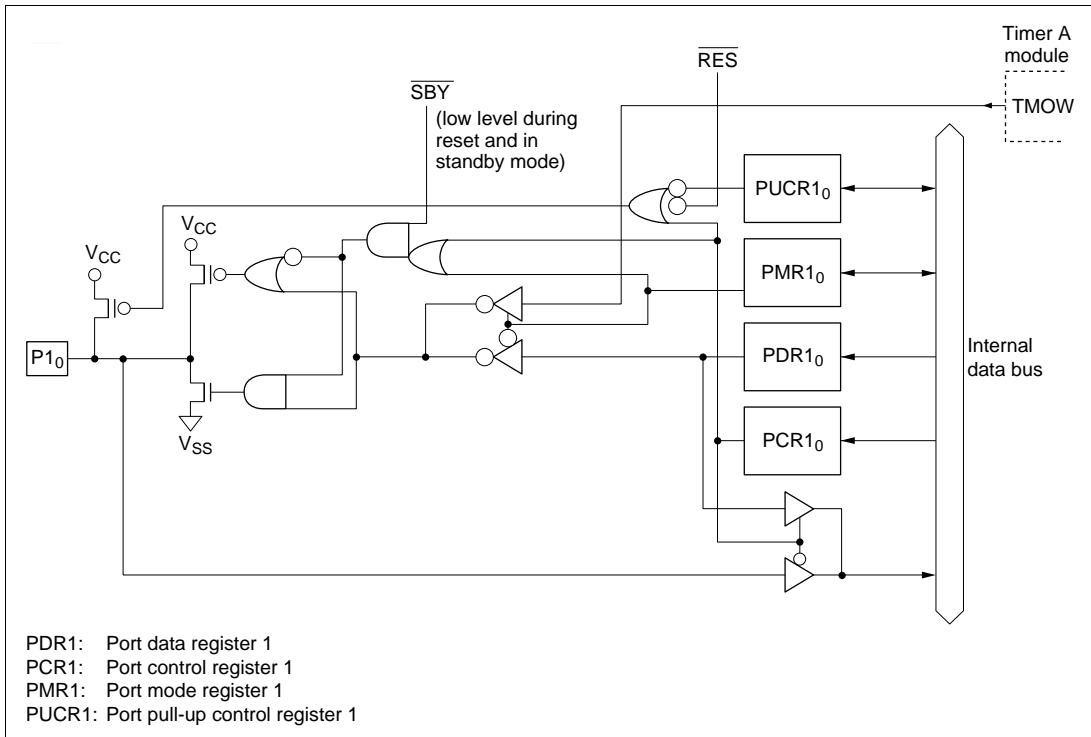 Timer A
module
TMOW
RES
SBY
(low level during
reset and in
standby mode)
PUCR1₀
VCC
VCC
PMR1₀
P1₀
PDR1₀
Internal
data bus
VSS
PCR1₀
PDR1: Port data register 1
PCR1: Port control register 1
PMR1: Port mode register 1
PUCR1: Port pull-up control register 1